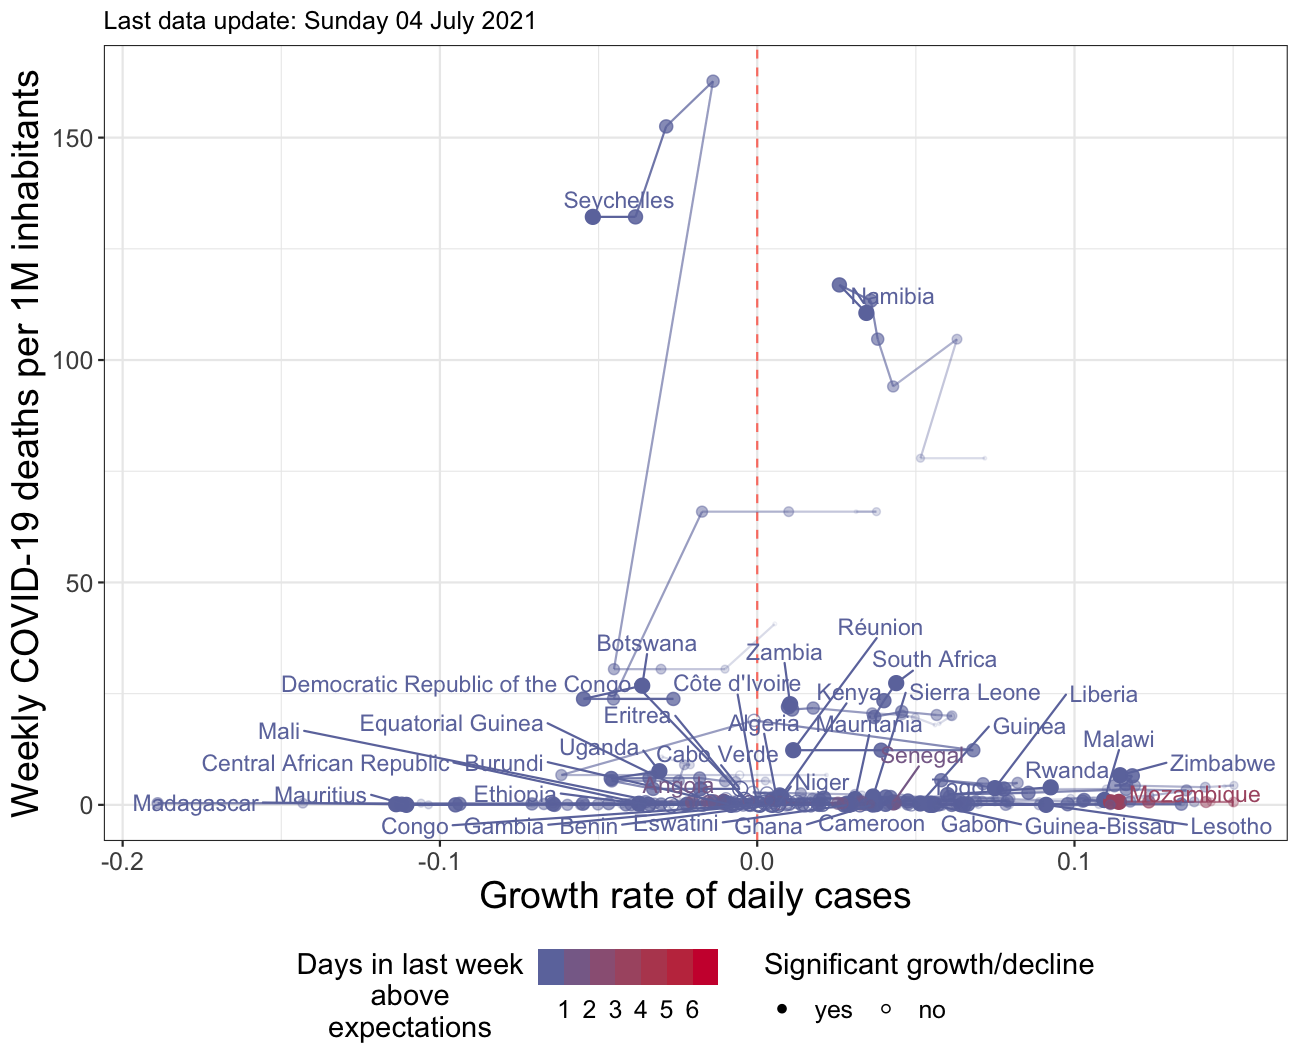 Last data update: Sunday 04 July 2021
Weekly COVID-19 deaths per 1M inhabitants
150
100
50
0
Seychelles
Namibia
Réunion
Botswana
Zambia
South Africa
Democratic Republic of the Congo
Côte d'Ivoire
Kenya
Sierra Leone
Liberia
Eritrea
Equatorial Guinea
Algeria
Mauritania
Guinea
Mali
Malawi
Uganda
Cabo Verde
Senegal
Central African Republic
Burundi
Rwanda
Zimbabwe
Angola
Niger
Togo
Mauritius
Ethiopia
Mozambique
Madagascar
Congo
Gambia
Benin
Eswatini
Ghana
Cameroon
Gabon
Guinea-Bissau
Lesotho
-0.2
-0.1
0.0
0.1
Growth rate of daily cases
Days in last week
above
expectations
1 2 3 4 5 6
Significant growth/decline
yes
no